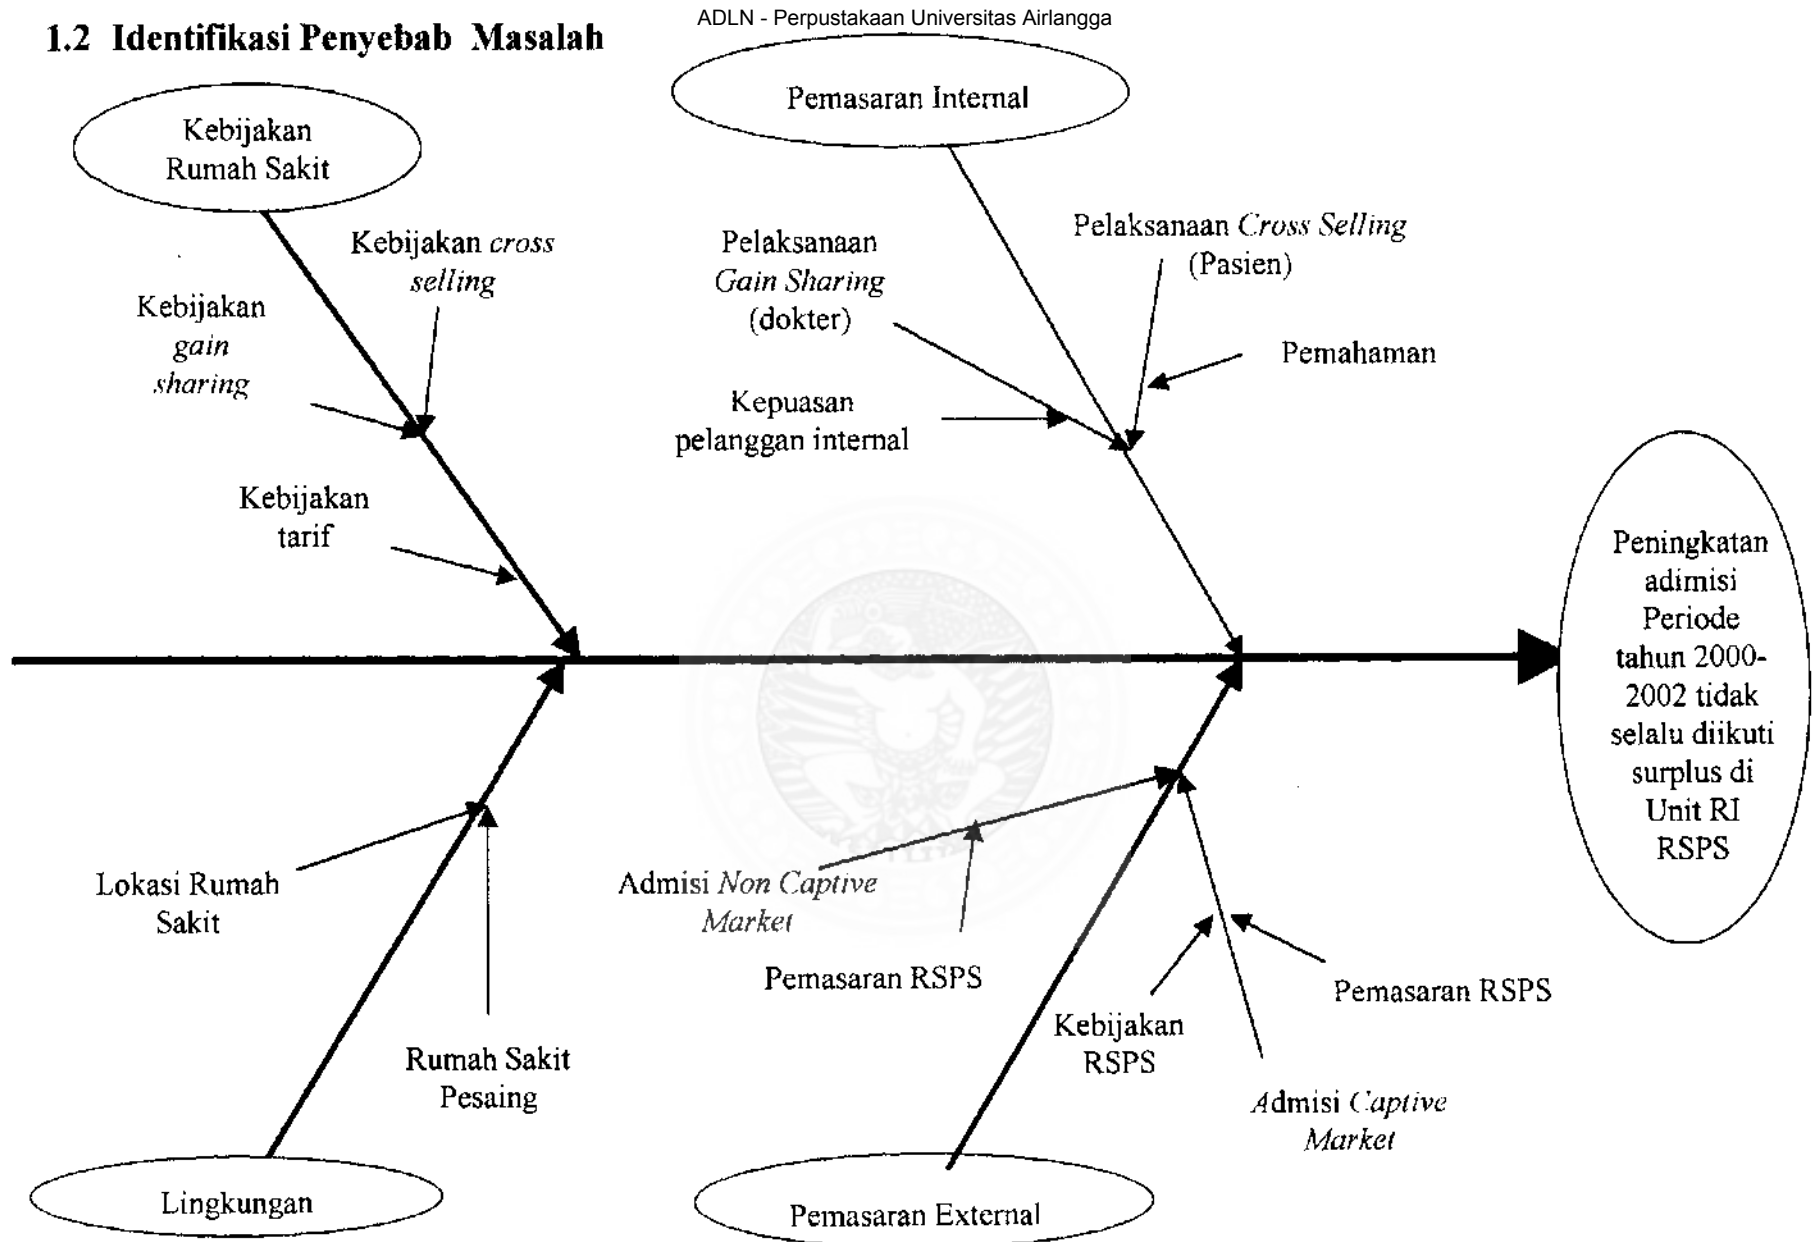 ADLN - Perpustakaan Universitas Airlangga
1.2 Identifikasi Penyebab Masalah
Kebijakan
Rumah Sakit
Pemasaran Internal
Kebijakan cross
selling
Kebijakan
gain
sharing
Kebijakan
tarif
Pelaksanaan
Gain Sharing
(dokter)
Pelaksanaan Cross Selling
(Pasien)
Pemahaman
Kepuasan
pelanggan internal
Peningkatan
adimisi
Periode
tahun 2000-
2002 tidak
selalu diikuti
surplus di
Unit RI
RSPS
Lokasi Rumah
Sakit
Rumah Sakit
Pesaing
Admisi Non Captive
Market
Pemasaran RSPS
Kebijakan
RSPS
Pemasaran RSPS
Admisi Captive
Market
Lingkungan
Pemasaran External